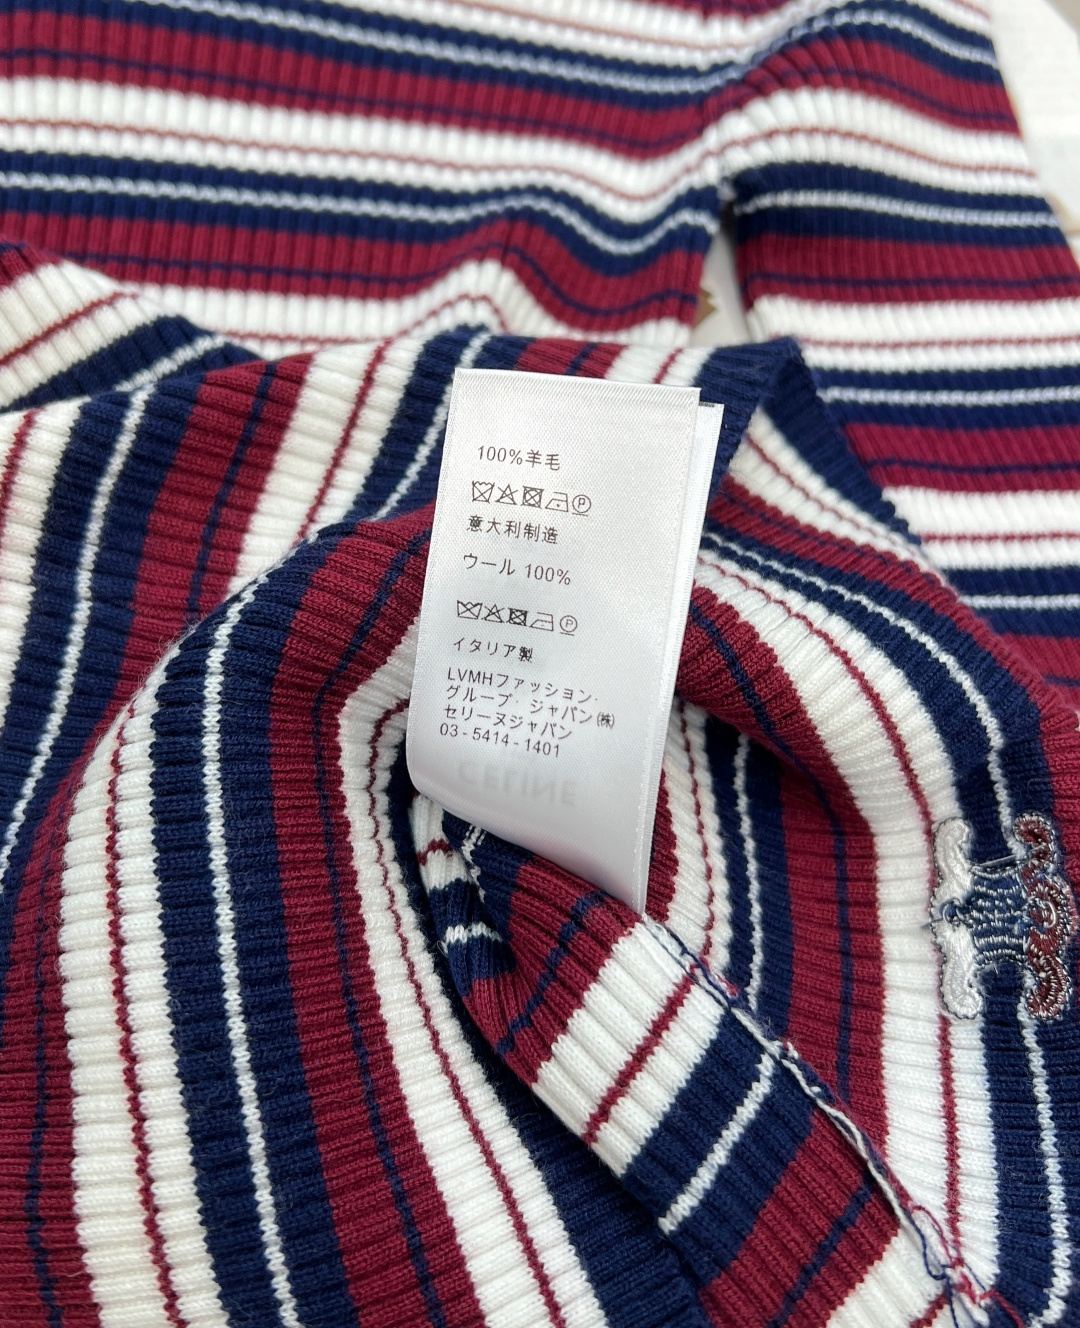 100%羊毛
P
意大利制造
ウール 100%
P
イタリア製
LVMHファッション・
グループ・ジャパン㈱
セリーヌジャパン
03-5414-1401
CELINE